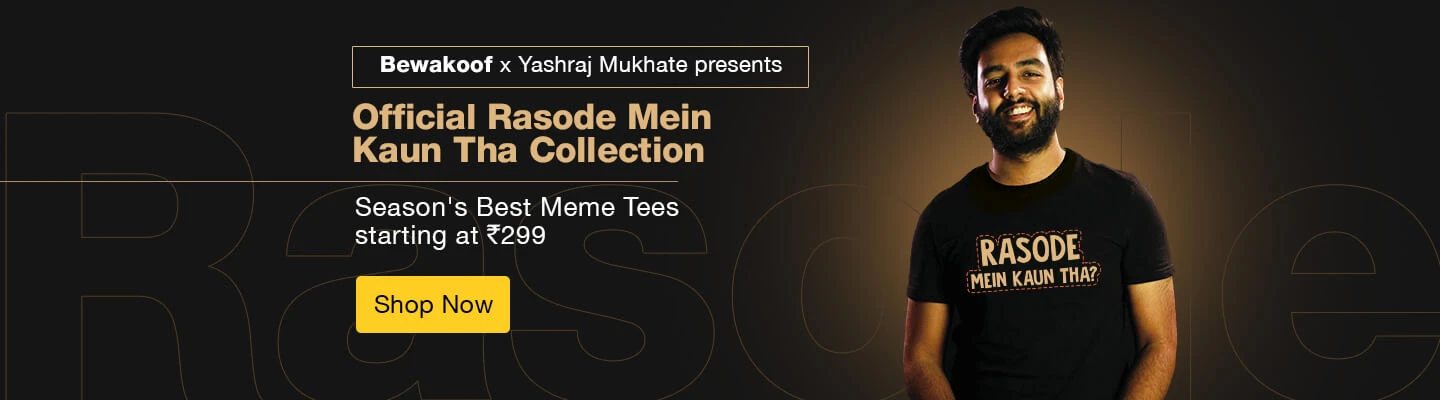 Bewakoof x Yashraj Mukhate presents
Official Rasode Mein
Kaun Tha Collection
Season's Best Meme Tees
starting at ₹299
Shop Now
RASODE
MEIN KAUN THA?
Rasode